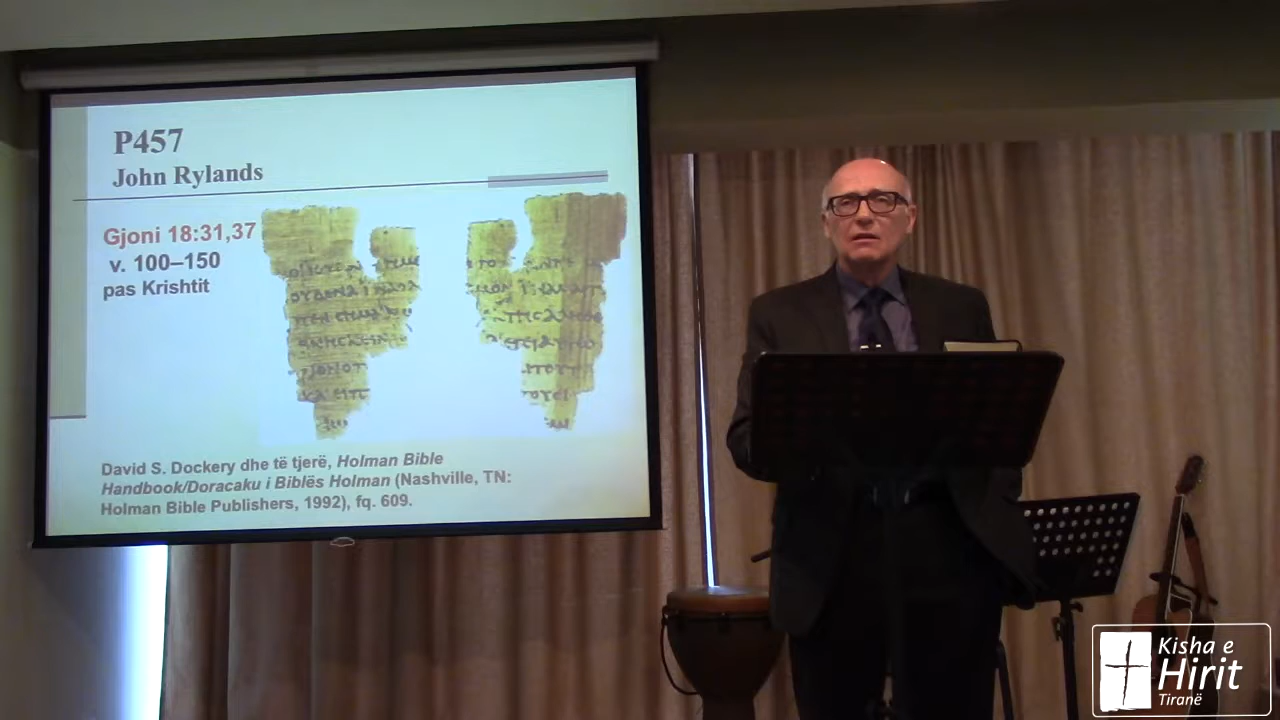 P457
John Rylands
Gjoni 18:31,37
v. 100–150
pas Krishtit
David S. Dockery dhe të tjerë, Holman Bible
Handbook/Doracaku i Biblës Holman (Nashville, TN:
Holman Bible Publishers, 1992), fq. 609.
Kisha e
Hirit
Tiranë